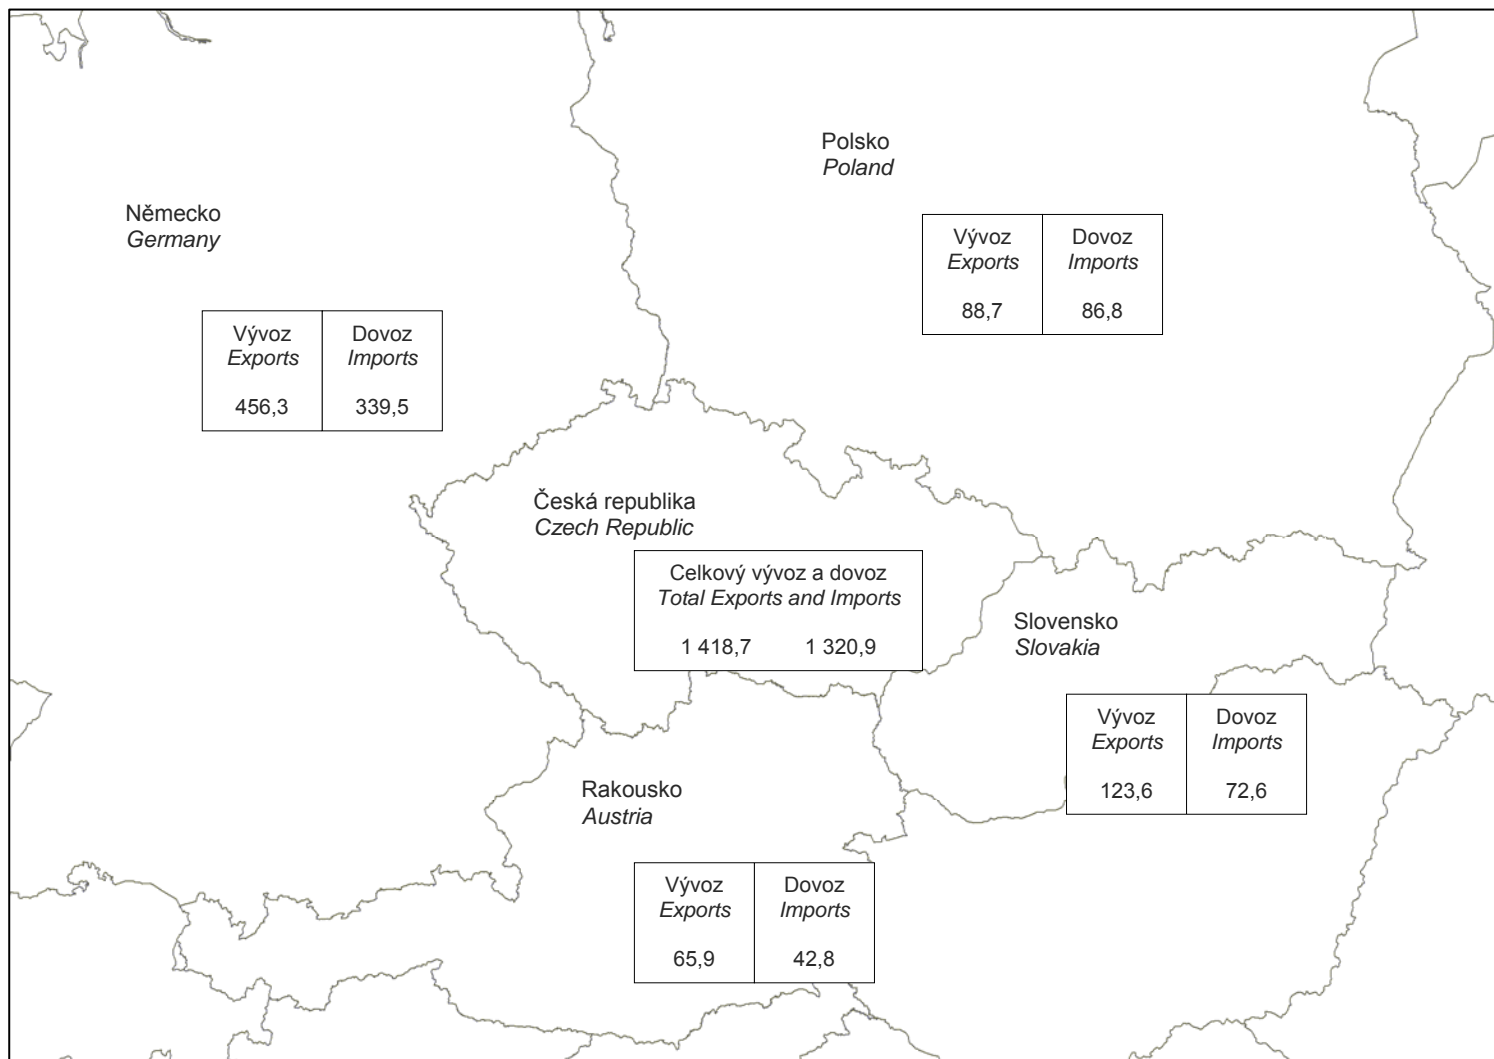 Polsko
Poland
Německo
Germany
Vývoz Dovoz
Exports Imports
88,7 86,8
Vývoz Dovoz
Exports Imports
456,3 339,5
Česká republika
Czech Republic
Celkový vývoz a dovoz
Total Exports and Imports
1 418,7 1 320,9
Slovensko
Slovakia
Vývoz Dovoz
Exports Imports
123,6 72,6
Rakousko
Austria
Vývoz Dovoz
Exports Imports
65,9 42,8